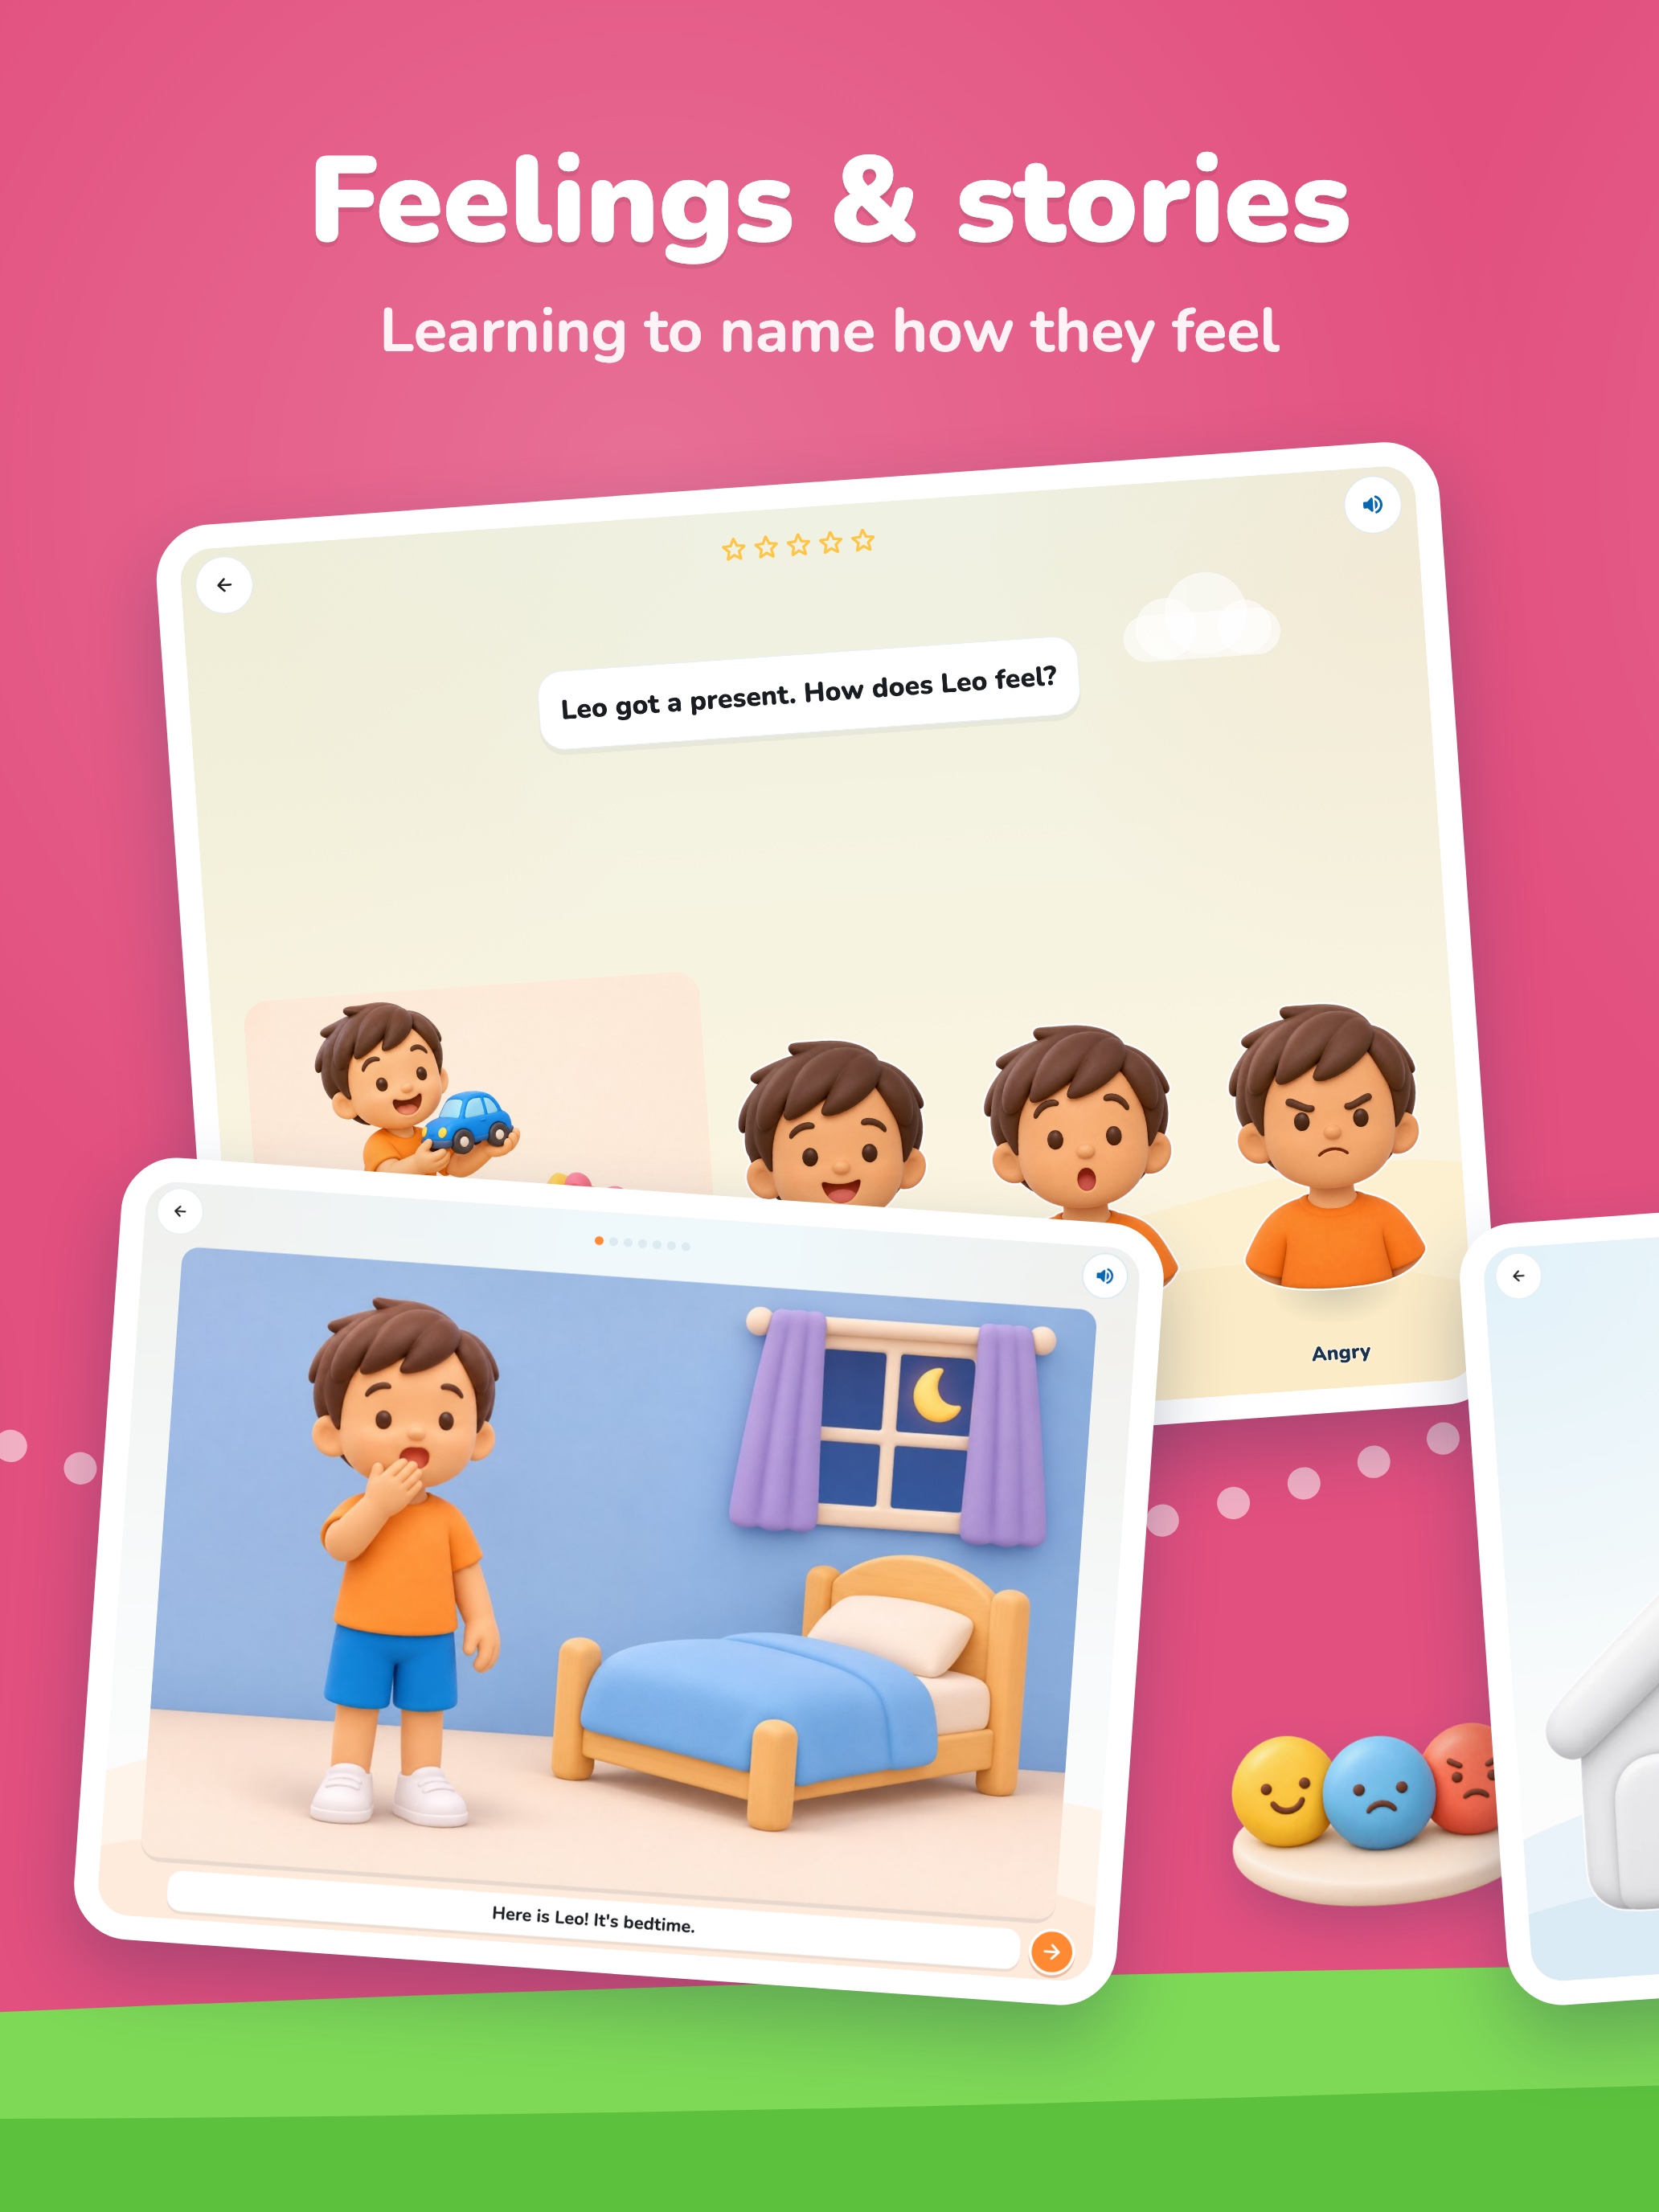 Feelings & stories
Learning to name how they feel
Leo got a present. How does Leo feel?
Angry
Here is Leo! It's bedtime.